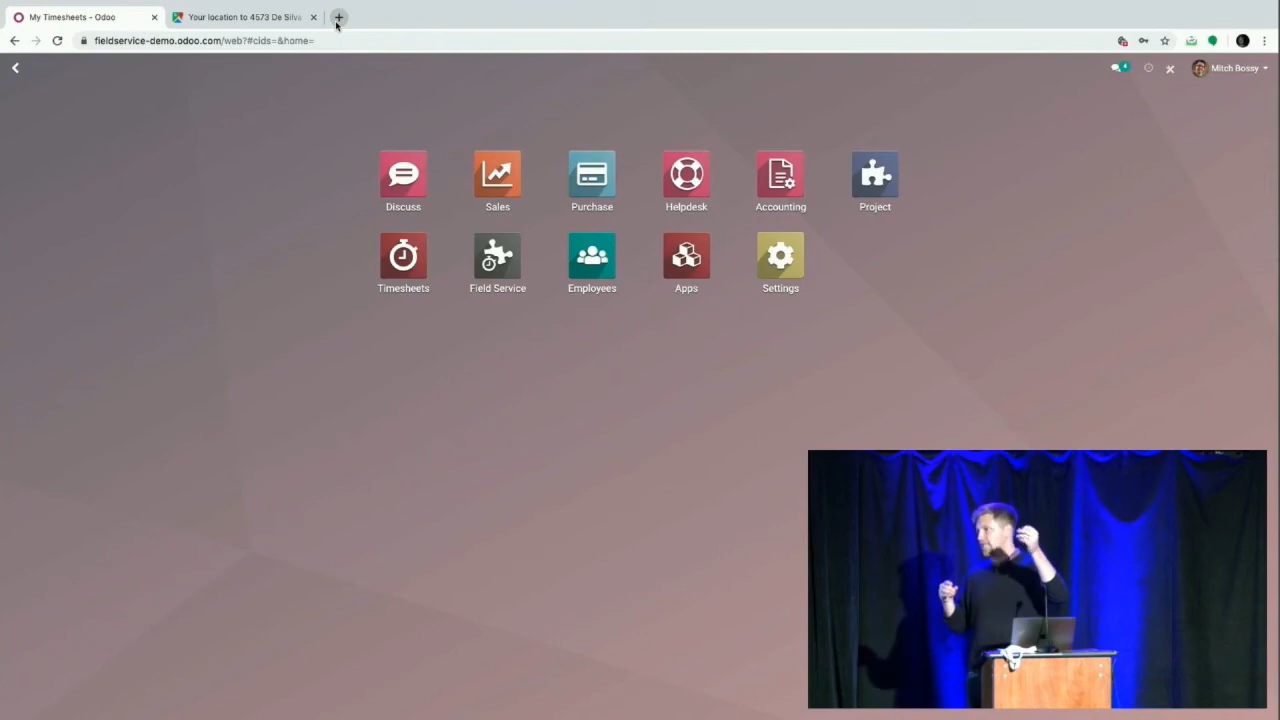 My Timesheets - Odoo
Your location to 4573 De Silva
fieldservice-demo.odoo.com/web?#cids=&home=
4
Mitch Bossy
Discuss
Sales
Purchase
Helpdesk
Accounting
Project
Timesheets
Field Service
Employees
Apps
Settings